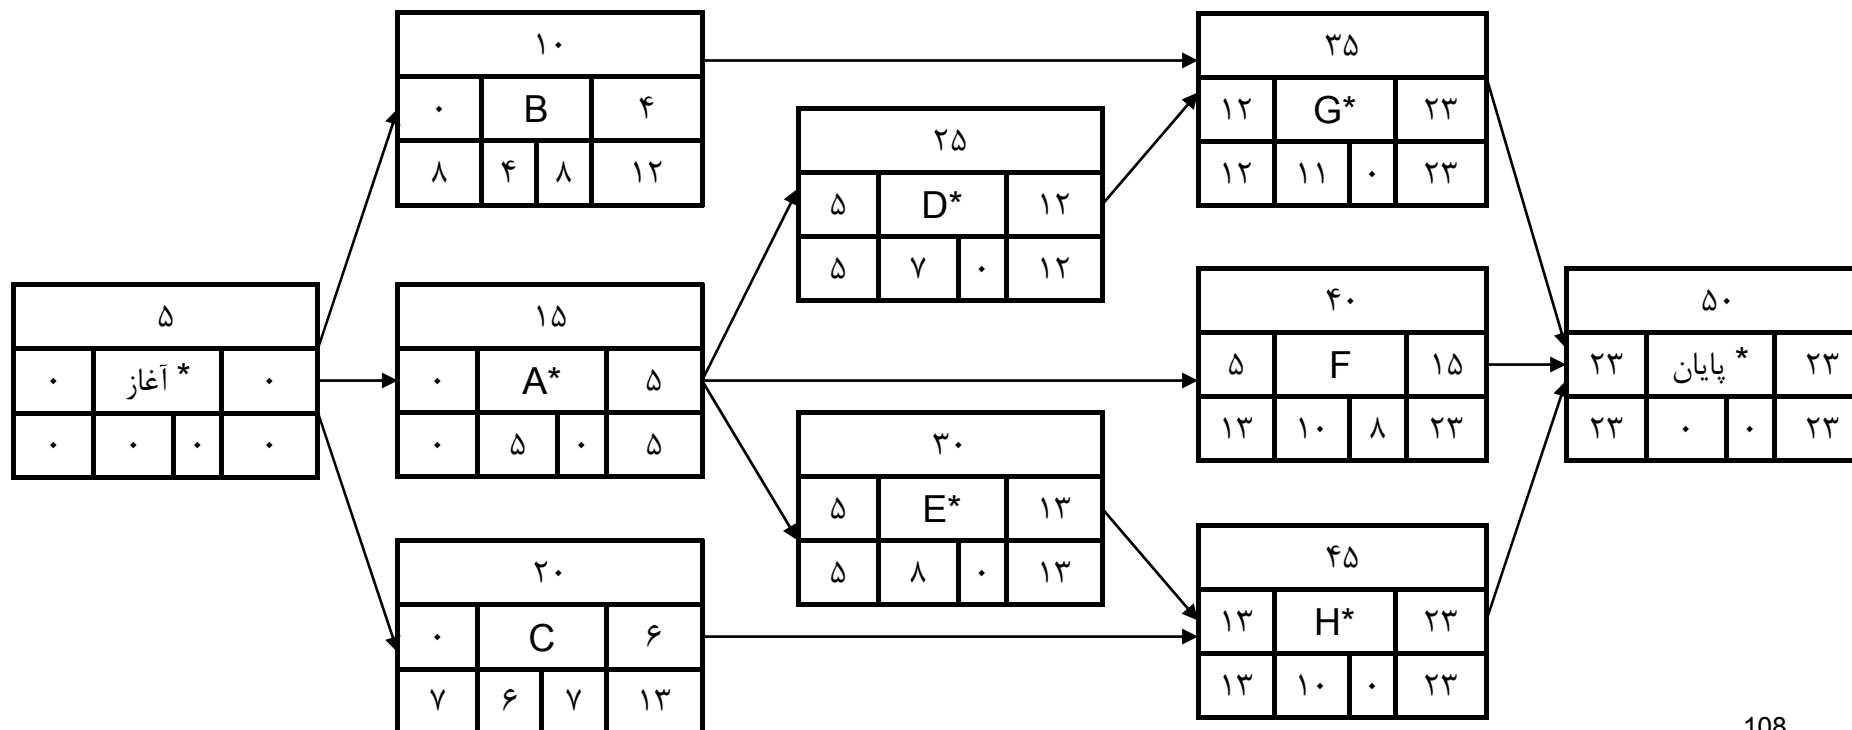 ۱۰
۰ B ۴
۸ ۴ ۸ ۱۲
۳۵
۱۲ G* ۲۳
۱۲ ۱۱ ۰ ۲۳
۲۵
۵ D* ۱۲
۵ ۷ ۰ ۱۲
۵
۰ آغاز * ۰
۰ ۰ ۰ ۰
۱۵
۰ A* ۵
۰ ۵ ۰ ۵
۴۰
۵ F ۱۵
۱۳ ۱۰ ۸ ۲۳
۵۰
۲۳ پایان * ۲۳
۲۳ ۰ ۰ ۲۳
۳۰
۵ E* ۱۳
۵ ۸ ۰ ۱۳
۲۰
۰ C ۶
۷ ۶ ۷ ۱۳
۴۵
۱۳ H* ۲۳
۱۳ ۱۰ ۰ ۲۳
108